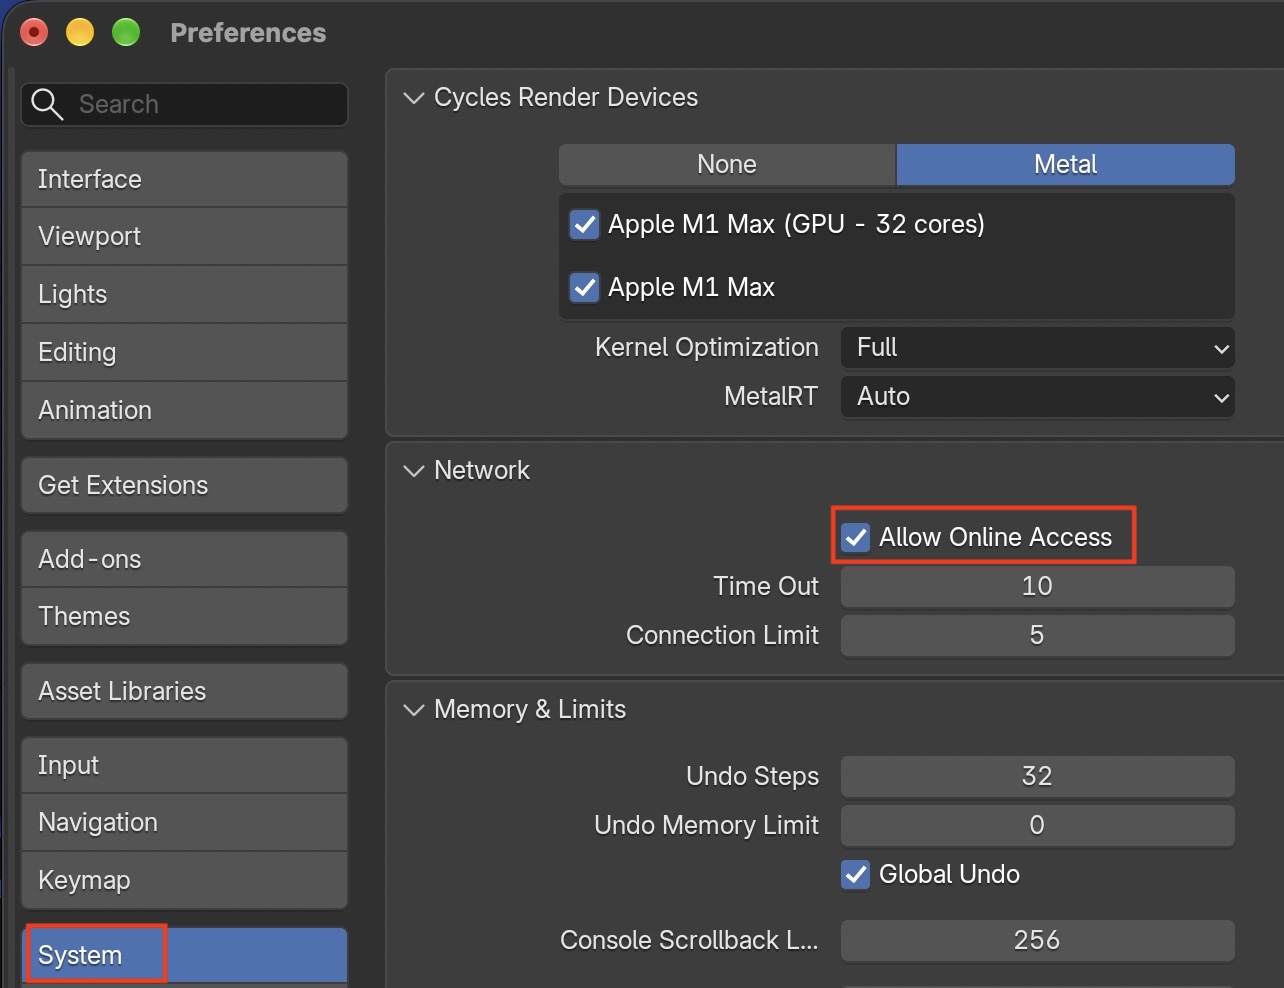 Preferences
Search
Interface
Viewport
Lights
Editing
Animation
Get Extensions
Add-ons
Themes
Asset Libraries
Input
Navigation
Keymap
System
Cycles Render Devices
None Metal
Apple M1 Max (GPU - 32 cores)
Apple M1 Max
Kernel Optimization Full
MetalRT Auto
Network
Allow Online Access
Time Out 10
Connection Limit 5
Memory & Limits
Undo Steps 32
Undo Memory Limit 0
Global Undo
Console Scrollback L... 256